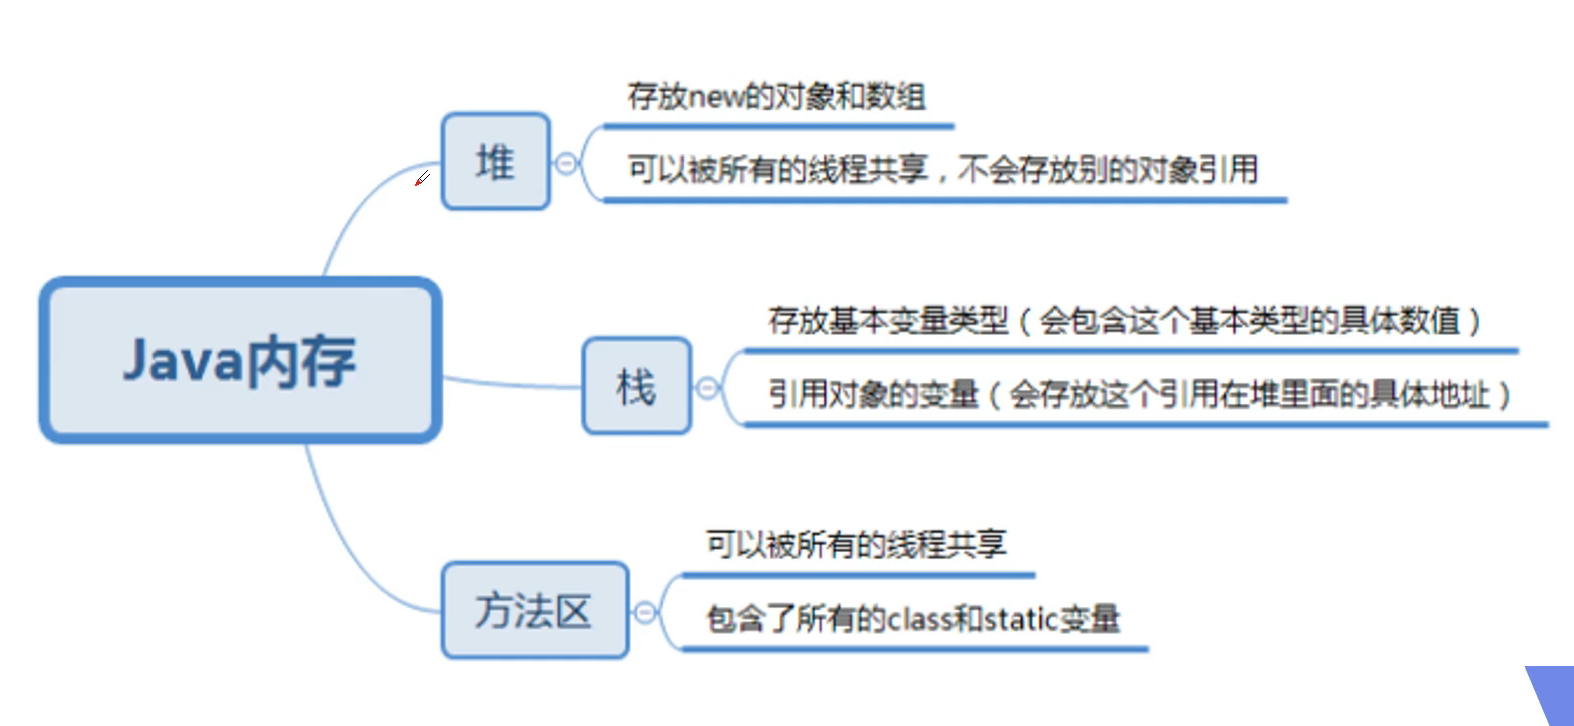 存放new的对象和数组
堆
可以被所有的线程共享，不会存放别的对象引用
存放基本变量类型（会包含这个基本类型的具体数值）
Java内存
栈
引用对象的变量（会存放这个引用在堆里面的具体地址）
可以被所有的线程共享
方法区
包含了所有的class和static变量